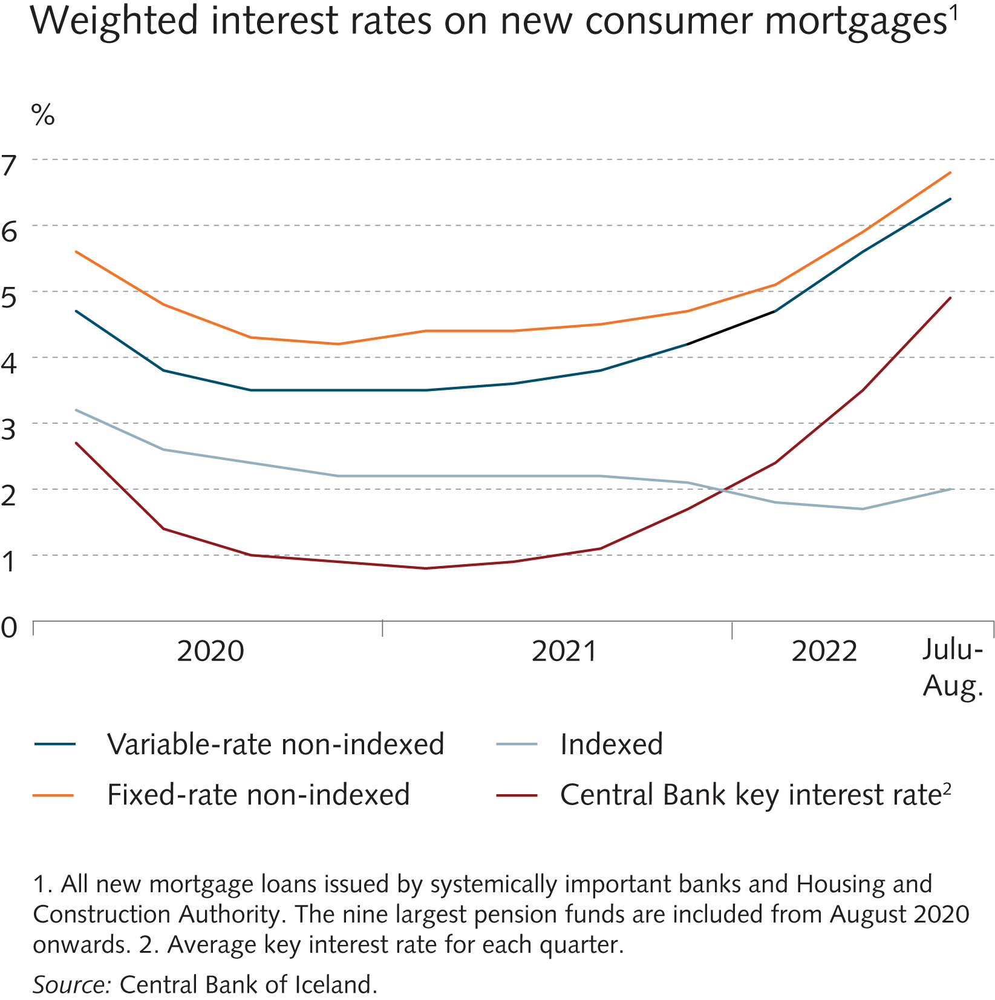 Weighted interest rates on new consumer mortgages¹
%
7
6
5
4
3
2
1
0
2020 2021 2022 Julu-
Aug.
Variable-rate non-indexed Indexed
Fixed-rate non-indexed Central Bank key interest rate²
1. All new mortgage loans issued by systemically important banks and Housing and
Construction Authority. The nine largest pension funds are included from August 2020
onwards. 2. Average key interest rate for each quarter.
Source: Central Bank of Iceland.